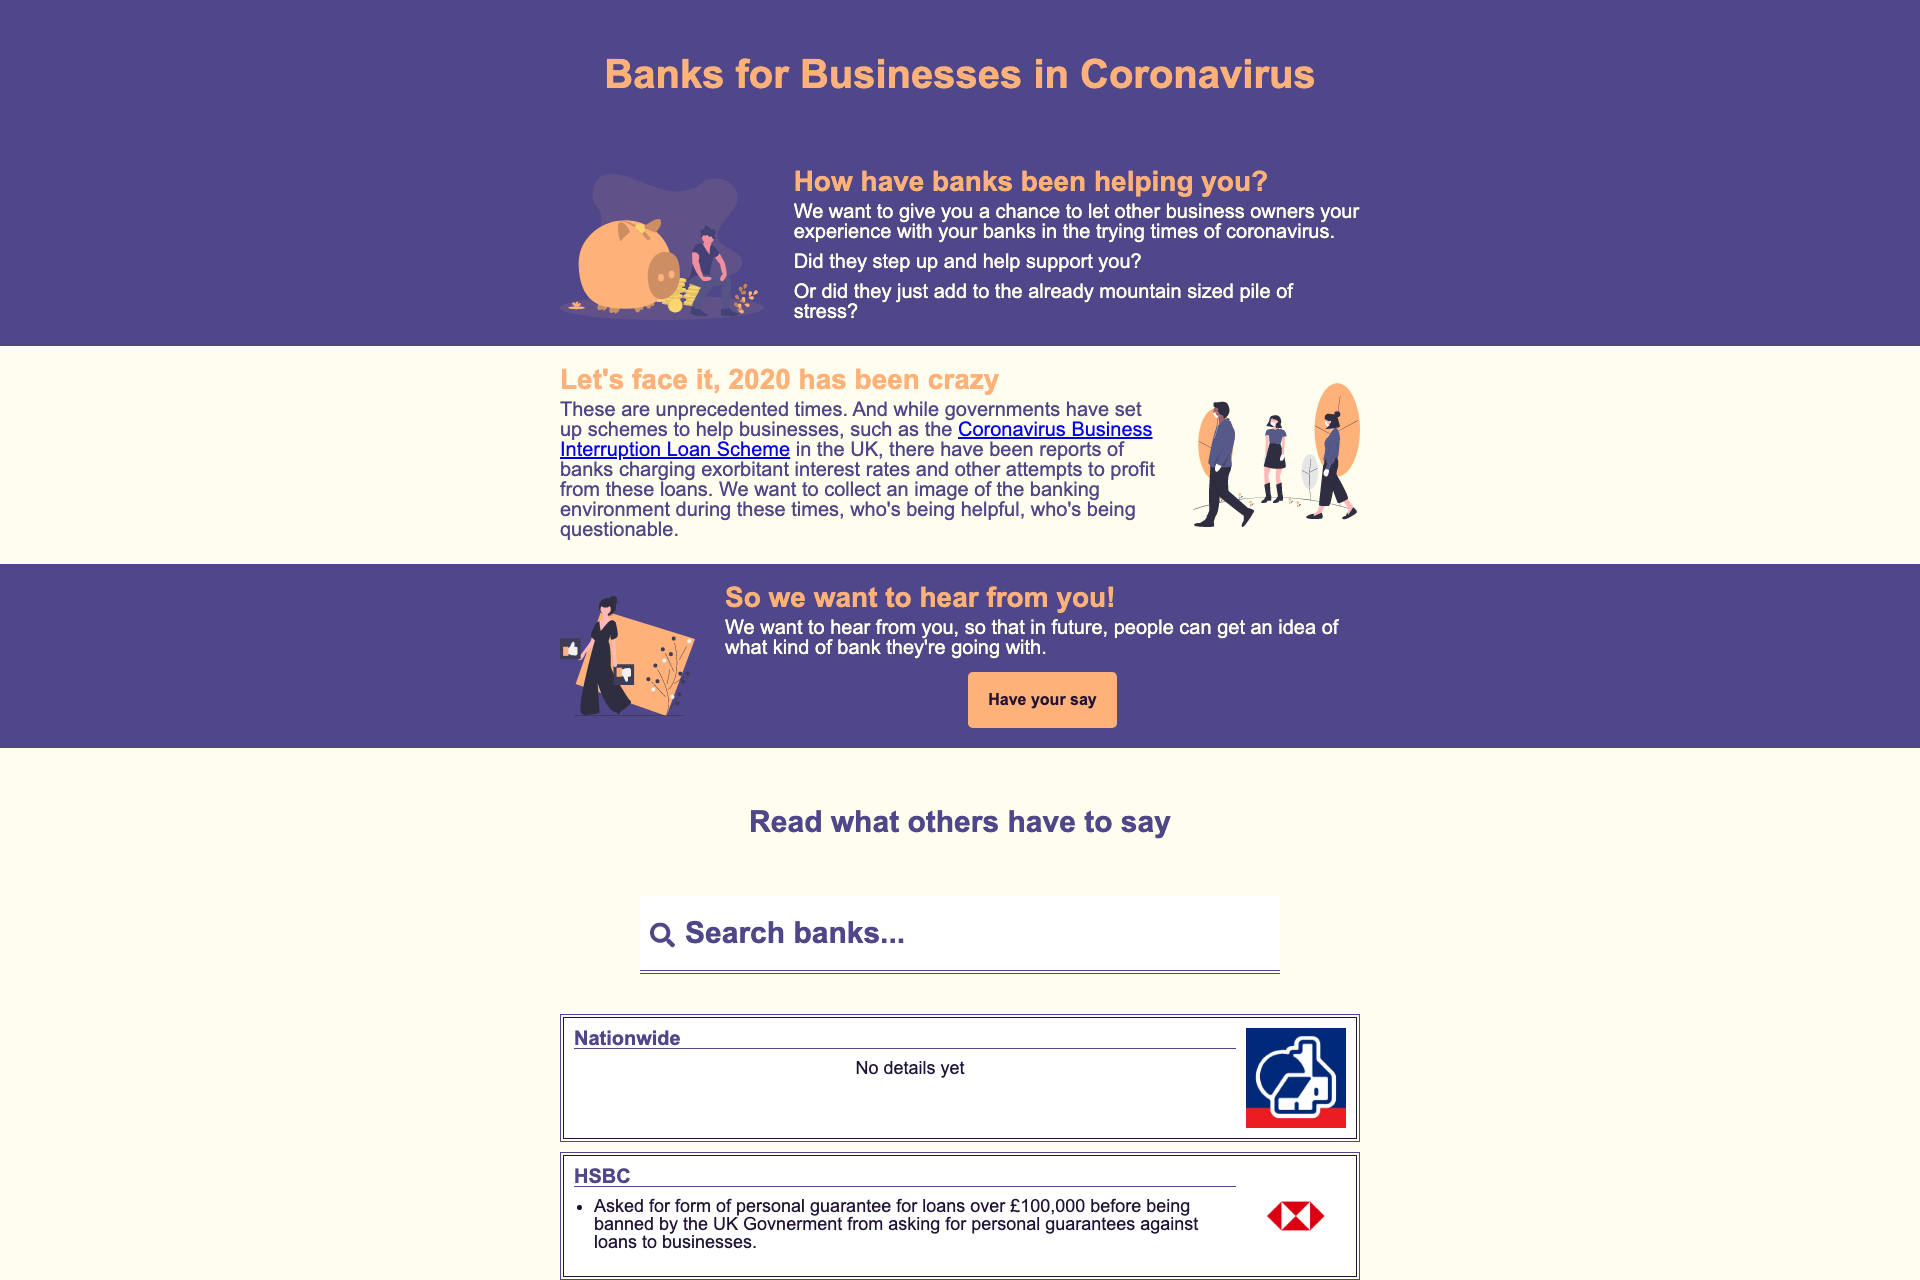 Banks for Businesses in Coronavirus
How have banks been helping you?
We want to give you a chance to let other business owners your
experience with your banks in the trying times of coronavirus.
Did they step up and help support you?
Or did they just add to the already mountain sized pile of
stress?
Let's face it, 2020 has been crazy
These are unprecedented times. And while governments have set
up schemes to help businesses, such as the Coronavirus Business
Interruption Loan Scheme in the UK, there have been reports of
banks charging exorbitant interest rates and other attempts to profit
from these loans. We want to collect an image of the banking
environment during these times, who's being helpful, who's being
questionable.
So we want to hear from you!
We want to hear from you, so that in future, people can get an idea of
what kind of bank they're going with.
Have your say
Read what others have to say
Search banks...
Nationwide
No details yet
HSBC
• Asked for form of personal guarantee for loans over £100,000 before being
banned by the UK Govnerment from asking for personal guarantees against
loans to businesses.